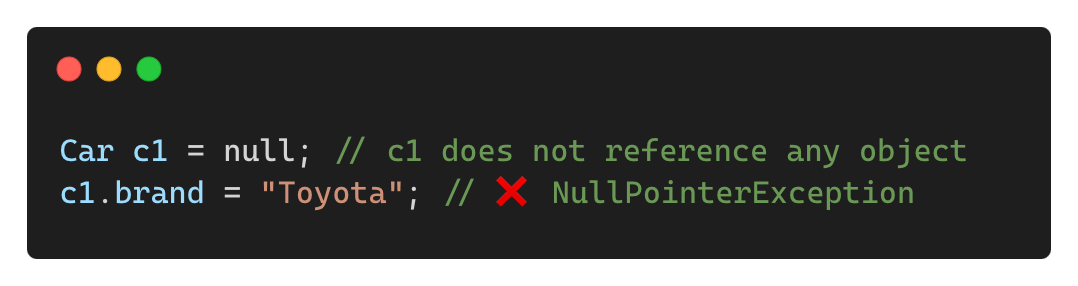 Car c1 = null; // c1 does not reference any object
c1.brand = "Toyota"; // ❌ NullPointerException